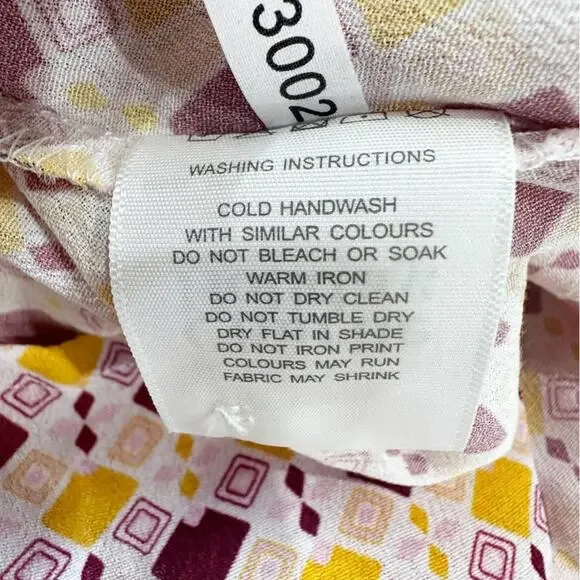 3002
WASHING INSTRUCTIONS
COLD HANDWASH
WITH SIMILAR COLOURS
DO NOT BLEACH OR SOAK
WARM IRON
DO NOT DRY CLEAN
DO NOT TUMBLE DRY
DRY FLAT IN SHADE
DO NOT IRON PRINT
COLOURS MAY RUN
FABRIC MAY SHRINK